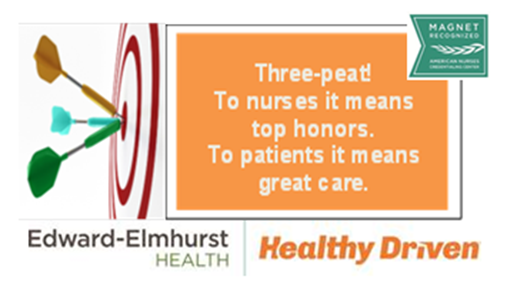 MAGNET
RECOGNIZED
AMERICAN NURSES
CREDENTIALING CENTER
Three-peat!
To nurses it means
top honors.
To patients it means
great care.
Edward-Elmhurst
HEALTH
Healthy Driven